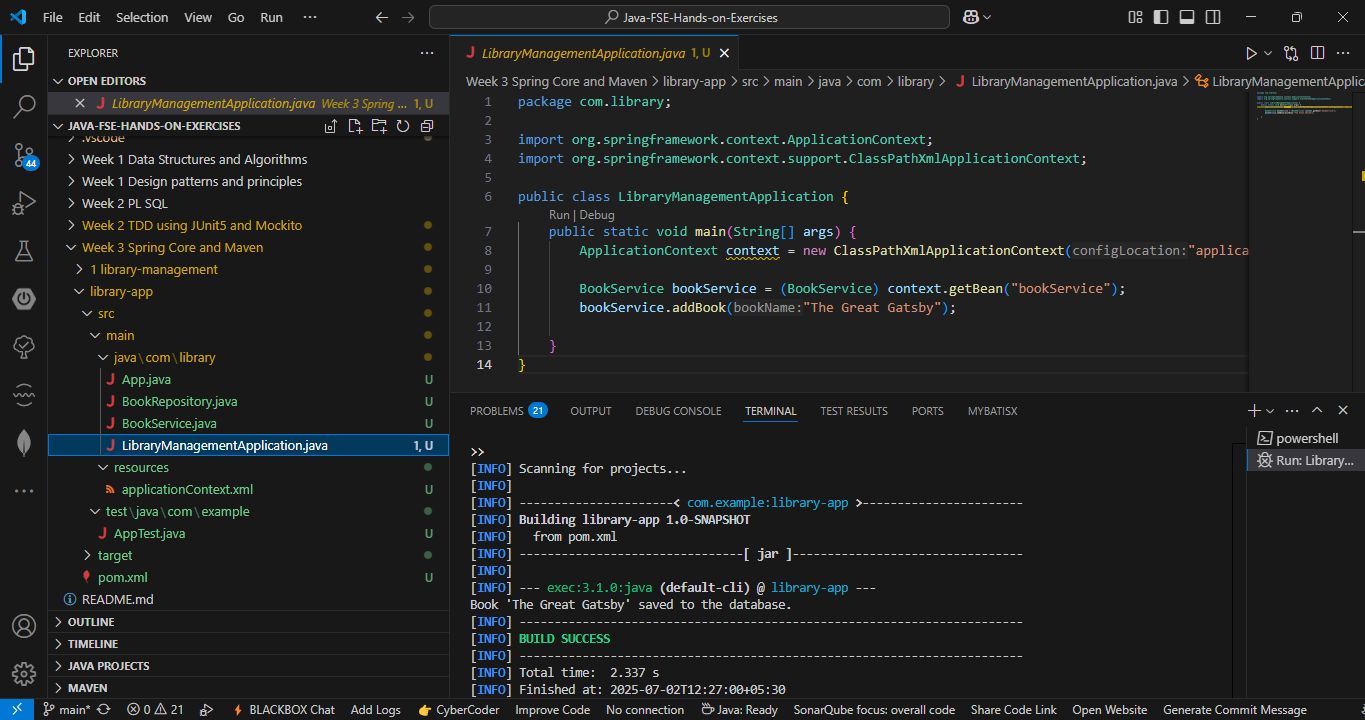 File Edit Selection View Go Run ··· Java-FSE-Hands-on-Exercises
EXPLORER
OPEN EDITORS
J LibraryManagementApplication.java Week 3 Spring ... 1, U
JAVA-FSE-HANDS-ON-EXERCISES
.vscode
Week 1 Data Structures and Algorithms
Week 1 Design patterns and principles
Week 2 PL SQL
Week 2 TDD using JUnit5 and Mockito
Week 3 Spring Core and Maven
1 library-management
library-app
src
main
java\com\library
J App.java U
J BookRepository.java U
J BookService.java U
J LibraryManagementApplication.java 1, U
resources
applicationContext.xml U
test\java\com\example
J AppTest.java U
target
pom.xml U
README.md
OUTLINE
TIMELINE
JAVA PROJECTS
MAVEN
44
J LibraryManagementApplication.java 1, U
Week 3 Spring Core and Maven > library-app > src > main > java > com > library > J LibraryManagementApplication.java > LibraryManagementApplic
1 package com.library;
2
3 import org.springframework.context.ApplicationContext;
4 import org.springframework.context.support.ClassPathXmlApplicationContext;
5
6 public class LibraryManagementApplication {
Run | Debug
7 public static void main(String[] args) {
8 ApplicationContext context = new ClassPathXmlApplicationContext(configLocation:"applica
9
10 BookService bookService = (BookService) context.getBean("bookService");
11 bookService.addBook(bookName:"The Great Gatsby");
12
13 }
14 }
PROBLEMS 21 OUTPUT DEBUG CONSOLE TERMINAL TEST RESULTS PORTS MYBATISX
powershell
Run: Library...
>>
[INFO] Scanning for projects...
[INFO]
[INFO] ----------------------< com.example:library-app >-----------------------
[INFO] Building library-app 1.0-SNAPSHOT
[INFO] from pom.xml
[INFO] --------------------------------[ jar ]---------------------------------
[INFO]
[INFO] --- exec:3.1.0:java (default-cli) @ library-app ---
Book 'The Great Gatsby' saved to the database.
[INFO] ------------------------------------------------------------------------
[INFO] BUILD SUCCESS
[INFO] ------------------------------------------------------------------------
[INFO] Total time: 2.337 s
[INFO] Finished at: 2025-07-02T12:27:00+05:30
main* 0 21 BLACKBOX Chat Add Logs CyberCoder Improve Code No connection Java: Ready SonarQube focus: overall code Share Code Link Open Website Generate Commit Message